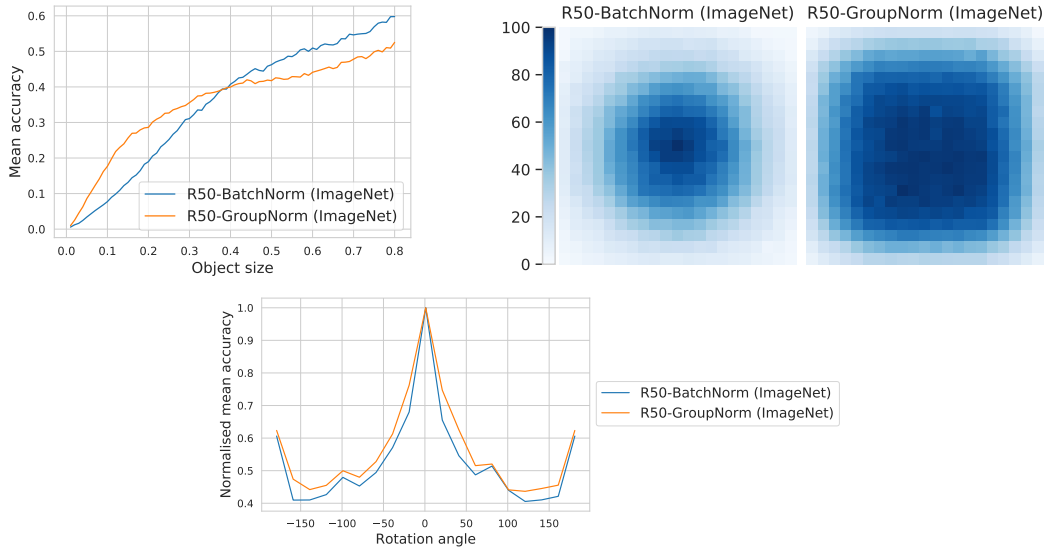 Mean accuracy
0.6
0.5
0.4
0.3
0.2
0.1
0.0
R50-BatchNorm (ImageNet)
R50-GroupNorm (ImageNet)
0.0 0.1 0.2 0.3 0.4 0.5 0.6 0.7 0.8
Object size
R50-BatchNorm (ImageNet) R50-GroupNorm (ImageNet)
100
80
60
40
20
0
Normalised mean accuracy
1.0
0.9
0.8
0.7
0.6
0.5
0.4
−150 −100 −50 0 50 100 150
Rotation angle
R50-BatchNorm (ImageNet)
R50-GroupNorm (ImageNet)